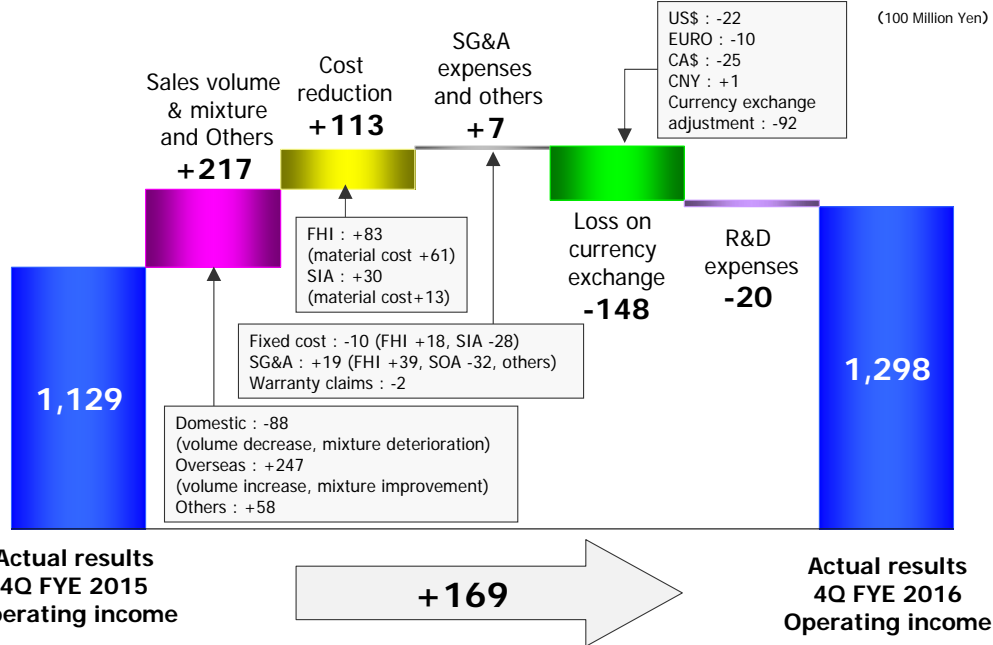 (100 Million Yen)
US$ : -22
EURO : -10
CA$ : -25
CNY : +1
Currency exchange
adjustment : -92
Sales volume
& mixture
and Others
+217
Cost
reduction
+113
SG&A
expenses
and others
+7
Loss on
currency
exchange
-148
R&D
expenses
-20
FHI : +83
(material cost +61)
SIA : +30
(material cost+13)
Fixed cost : -10 (FHI +18, SIA -28)
SG&A : +19 (FHI +39, SOA -32, others)
Warranty claims : -2
Domestic : -88
(volume decrease, mixture deterioration)
Overseas : +247
(volume increase, mixture improvement)
Others : +58
1,129
1,298
Actual results
4Q FYE 2015
perating income
+169
Actual results
4Q FYE 2016
Operating income